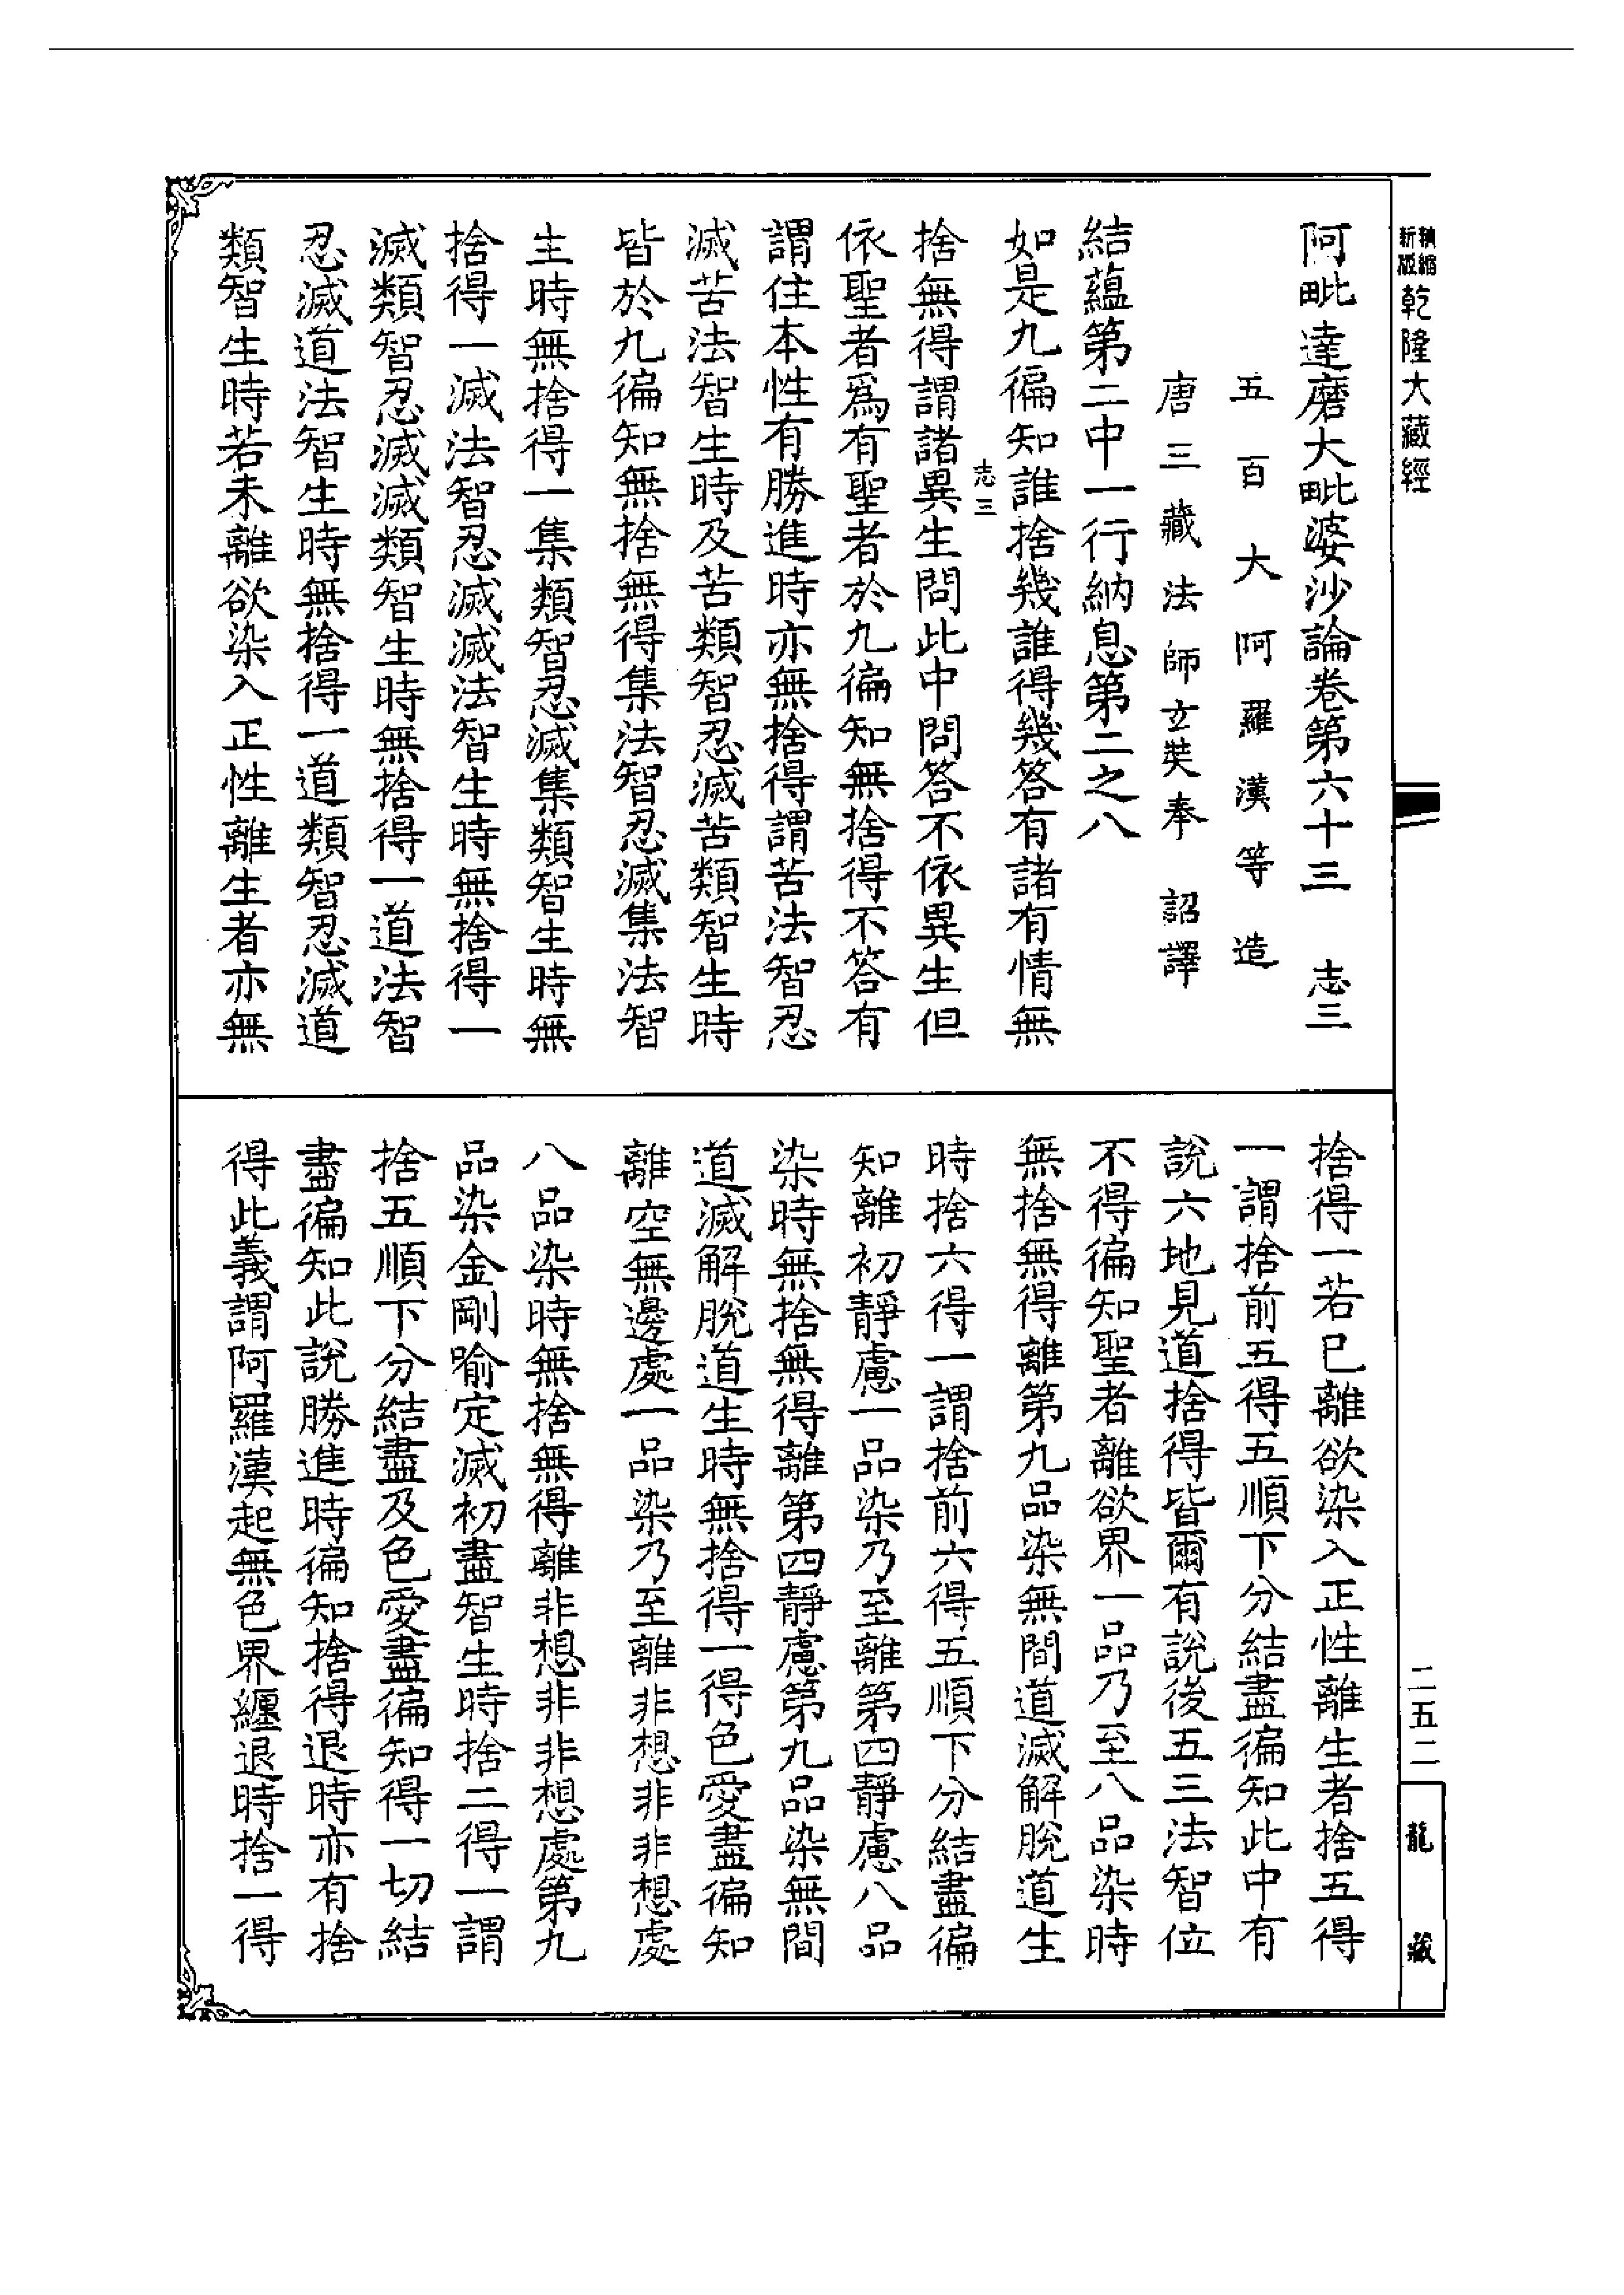 新縮
版縮
乾隆大藏經
阿毗達磨大毗婆沙論卷第六十三　志三
五百大阿羅漢等造
唐三藏法師玄奘奉　詔譯
結蘊第二中一行納息第二之八
如是九徧知誰捨幾誰得幾答有諸有情無
志三
捨無得謂諸異生問此中問答不依異生但
依聖者爲有聖者於九徧知無捨得不答有
謂住本性有勝進時亦無捨得謂苦法智忍
滅苦法智生時及苦類智忍滅苦類智生時
皆於九徧知無捨無得集法智忍滅集法智
生時無捨得一集類智忍滅集類智生時無
捨得一滅法智忍滅滅法智生時無捨得一
滅類智忍滅滅類智生時無捨得一道法智
忍滅道法智生時無捨得一道類智忍滅道
類智生時若未離欲染入正性離生者亦無
捨得一若已離欲染入正性離生者捨五得
一謂捨前五得五順下分結盡徧知此中有
說六地見道捨得皆爾有說後五三法智位
不得徧知聖者離欲界一品乃至八品染時
無捨無得離第九品染無間道滅解脫道生
時捨六得一謂捨前六得五順下分結盡徧
知離初靜慮一品染乃至離第四靜慮八品
染時無捨無得離第四靜慮第九品染無間
道滅解脫道生時無捨得一得色愛盡徧知
離空無邊處一品染乃至離非想非非想處
八品染時無捨無得離非想非非想處第九
品染金剛喻定滅初盡智生時捨二得一謂
捨五順下分結盡及色愛盡徧知得一切結
盡徧知此說勝進時徧知捨得退時亦有捨
得此義謂阿羅漢起無色界纏退時捨一得
二五二
龍藏